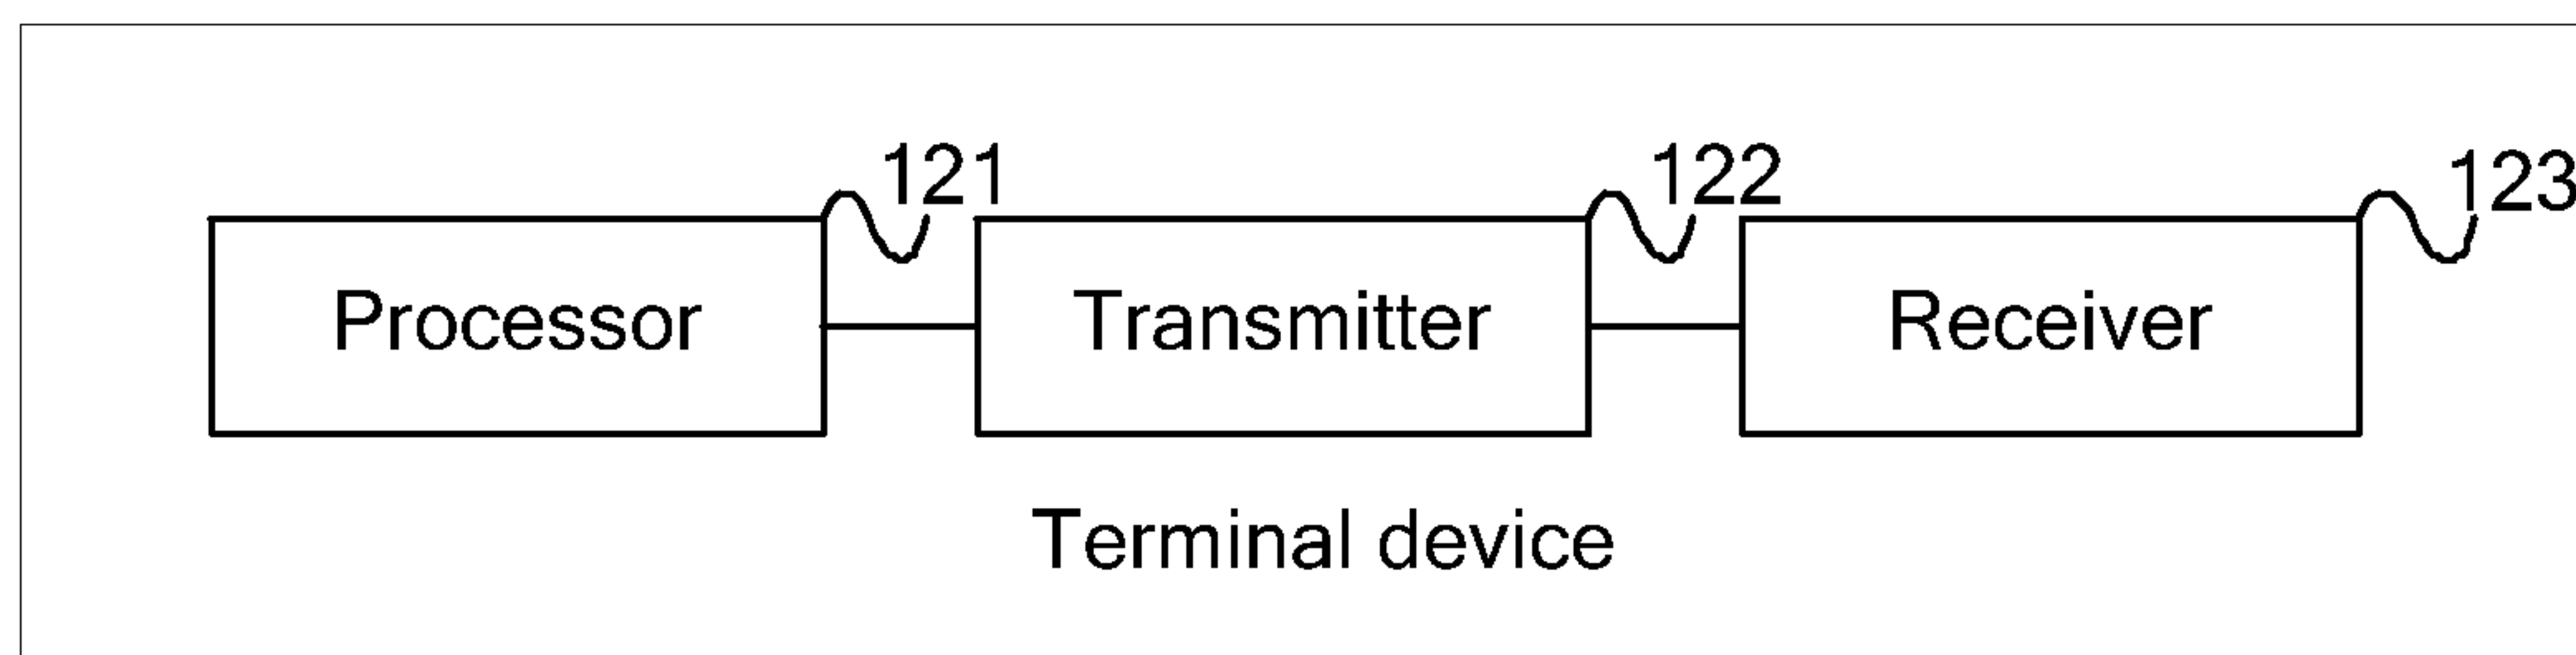 121 122 123
Processor Transmitter Receiver
Terminal device